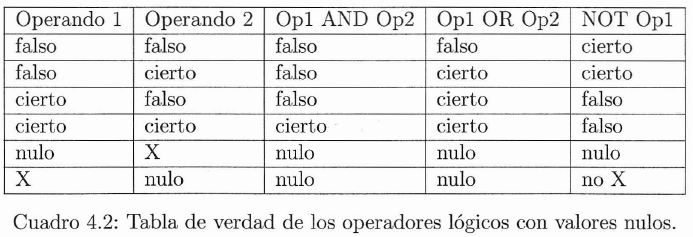 Operando 1 Operando 2 Op1 AND Op2 Op1 OR Op2 NOT Op1
falso falso falso falso cierto
falso cierto falso cierto cierto
cierto falso falso cierto falso
cierto cierto cierto cierto falso
nulo X nulo nulo nulo
X nulo nulo nulo no X
Cuadro 4.2: Tabla de verdad de los operadores lógicos con valores nulos.